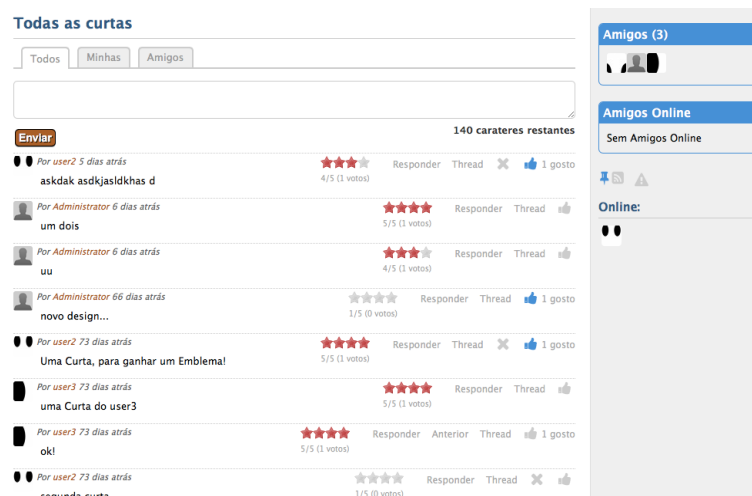 Todas as curtas
Todos Minhas Amigos
Enviar 140 carateres restantes
Por user2 5 dias atrás
4/5 (1 votos) Responder Thread 1 gosto
askdak asdkjasldkhas d
Por Administrator 6 dias atrás
5/5 (1 votos) Responder Thread
um dois
Por Administrator 6 dias atrás
4/5 (1 votos) Responder Thread
uu
Por Administrator 66 dias atrás
1/5 (0 votos) Responder Thread 1 gosto
novo design...
Por user2 73 dias atrás
5/5 (1 votos) Responder Thread 1 gosto
Uma Curta, para ganhar um Emblema!
Por user3 73 dias atrás
5/5 (1 votos) Responder Thread
uma Curta do user3
Por user3 73 dias atrás
5/5 (1 votos) Responder Anterior Thread 1 gosto
ok!
Por user2 73 dias atrás
1/5 (0 votos) Responder Thread
segunda curta
Amigos (3)
Amigos Online
Sem Amigos Online
Online: